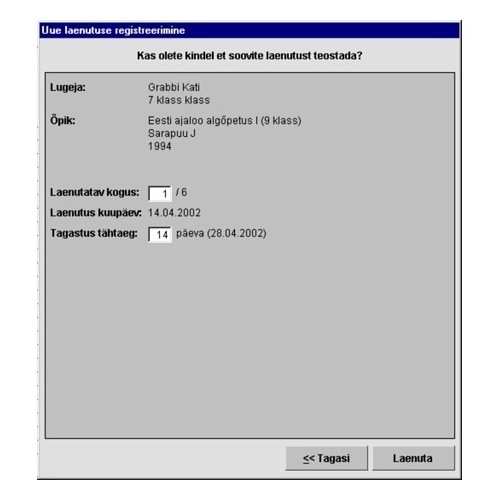 Uue laenutuse registreerimine
Kas olete kindel et soovite laenutust teostada?
Lugeja: Grabbi Kati
7 klass klass
Õpik: Eesti ajaloo algõpetus I (9 klass)
Sarapuu J
1994
Laenutatav kogus: 1 / 6
Laenutus kuupäev: 14.04.2002
Tagastus tähtaeg: 14 päeva (28.04.2002)
<< Tagasi Laenuta